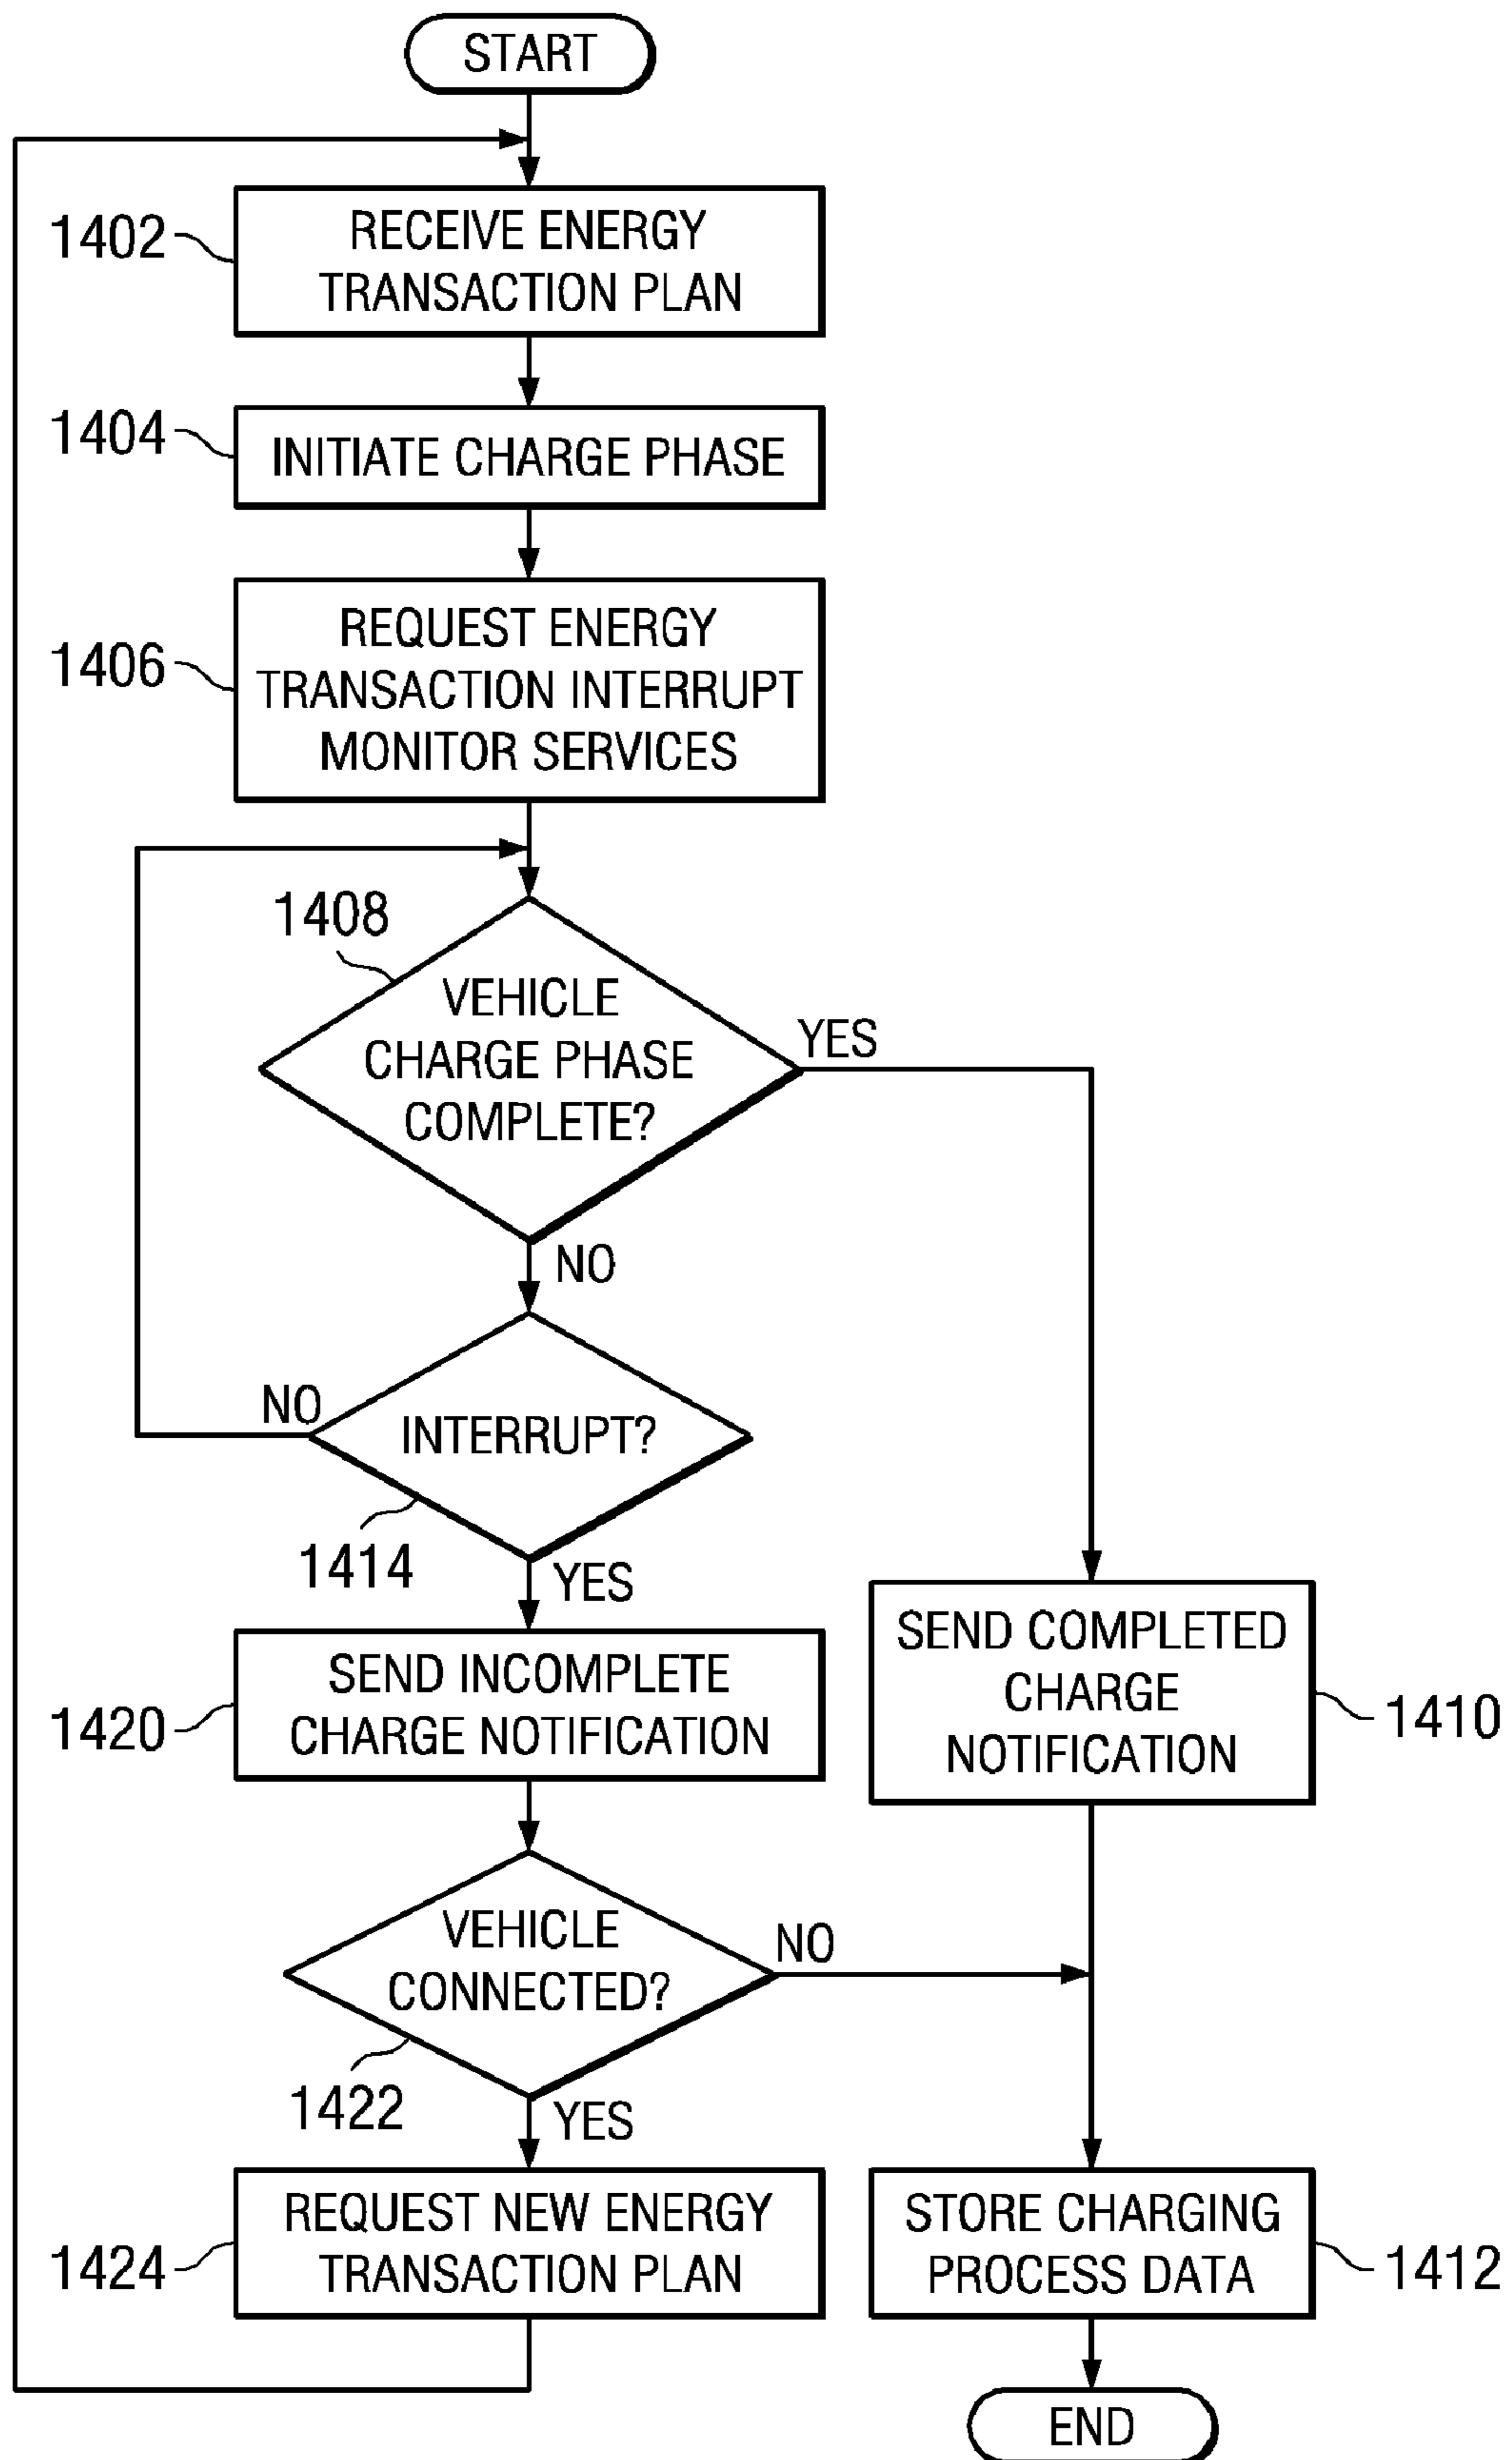 START
1402
RECEIVE ENERGY
TRANSACTION PLAN
1404
INITIATE CHARGE PHASE
1406
REQUEST ENERGY
TRANSACTION INTERRUPT
MONITOR SERVICES
1408
VEHICLE
CHARGE PHASE
COMPLETE?
YES
NO
NO
INTERRUPT?
1414
YES
SEND INCOMPLETE
CHARGE NOTIFICATION
1420
SEND COMPLETED
CHARGE
NOTIFICATION
1410
VEHICLE
CONNECTED?
NO
1422
YES
REQUEST NEW ENERGY
TRANSACTION PLAN
1424
STORE CHARGING
PROCESS DATA
1412
END